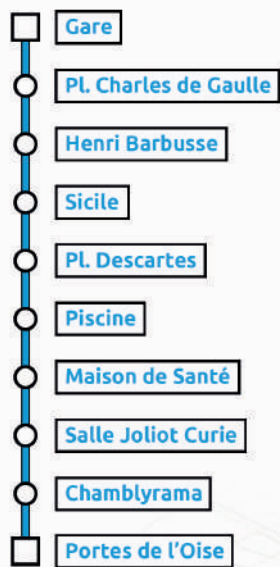 Gare
Pl. Charles de Gaulle
Henri Barbusse
Sicile
Pl. Descartes
Piscine
Maison de Santé
Salle Joliot Curie
Chamblyrama
Portes de l'Oise